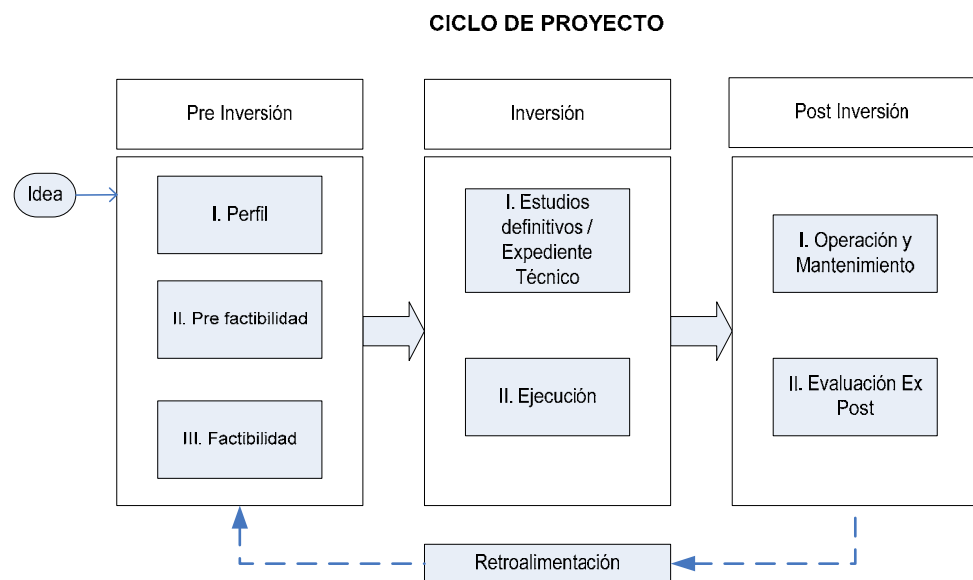 CICLO DE PROYECTO
Pre Inversión
Inversión
Post Inversión
Idea
I. Perfil
II. Pre factibilidad
III. Factibilidad
I. Estudios
definitivos /
Expediente
Técnico
II. Ejecución
I. Operación y
Mantenimiento
II. Evaluación Ex
Post
Retroalimentación